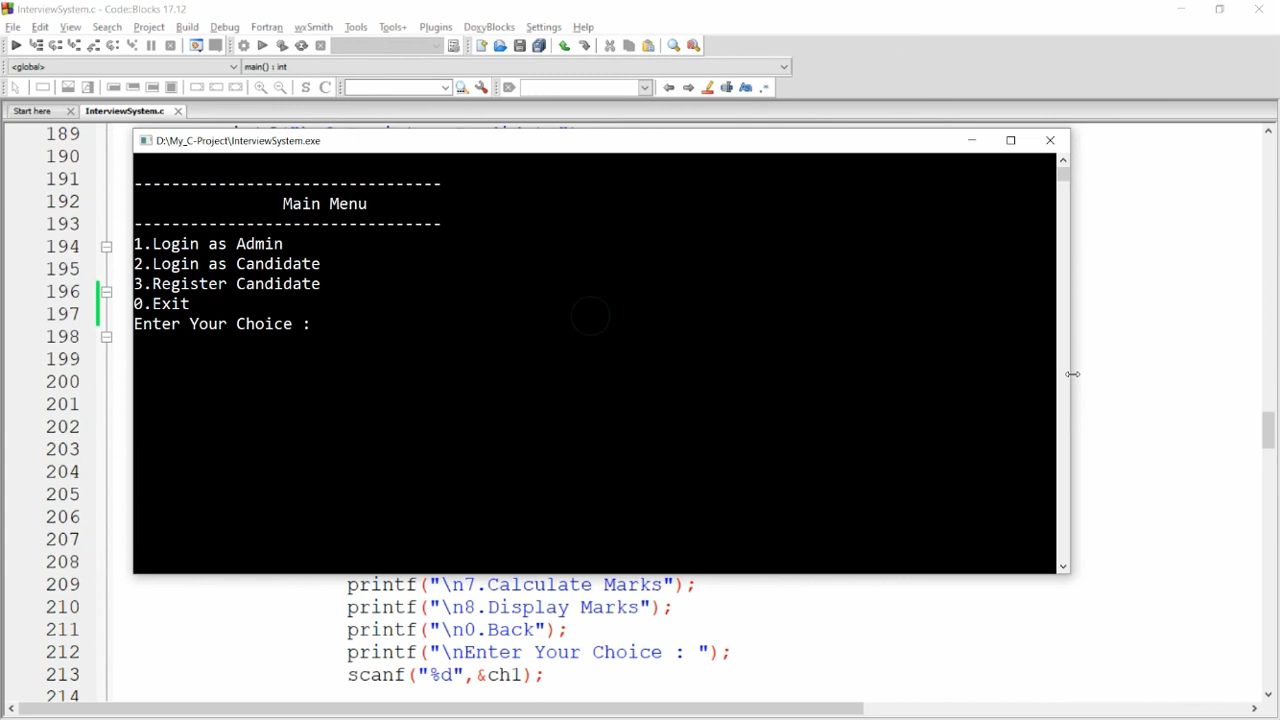 InterviewSystem.c - Code::Blocks 17.12
File Edit View Search Project Build Debug Fortran wxSmith Tools Tools+ Plugins DoxyBlocks Settings Help
<global> main() : int
S C
Start here InterviewSystem.c
189
D:\My_C-Project\InterviewSystem.exe
190
191
---------------------------------
192
Main Menu
193
---------------------------------
194
1.Login as Admin
195
2.Login as Candidate
196
3.Register Candidate
197
0.Exit
198
Enter Your Choice :
199
200
201
202
203
204
205
206
207
208
209 printf("\n7.Calculate Marks");
210 printf("\n8.Display Marks");
211 printf("\n0.Back");
212 printf("\nEnter Your Choice : ");
213 scanf("%d",&ch1);
214